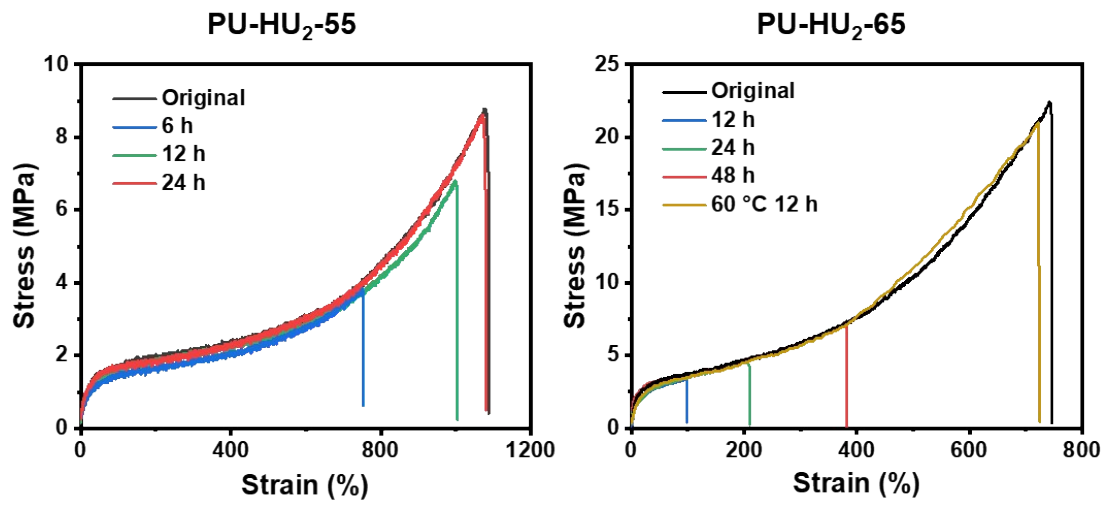 PU-HU₂-55
10
8
6
4
2
0
Stress (MPa)
Original
6 h
12 h
24 h
0
400
800
1200
Strain (%)
PU-HU₂-65
25
20
15
10
5
0
Stress (MPa)
Original
12 h
24 h
48 h
60 °C 12 h
0
200
400
600
800
Strain (%)